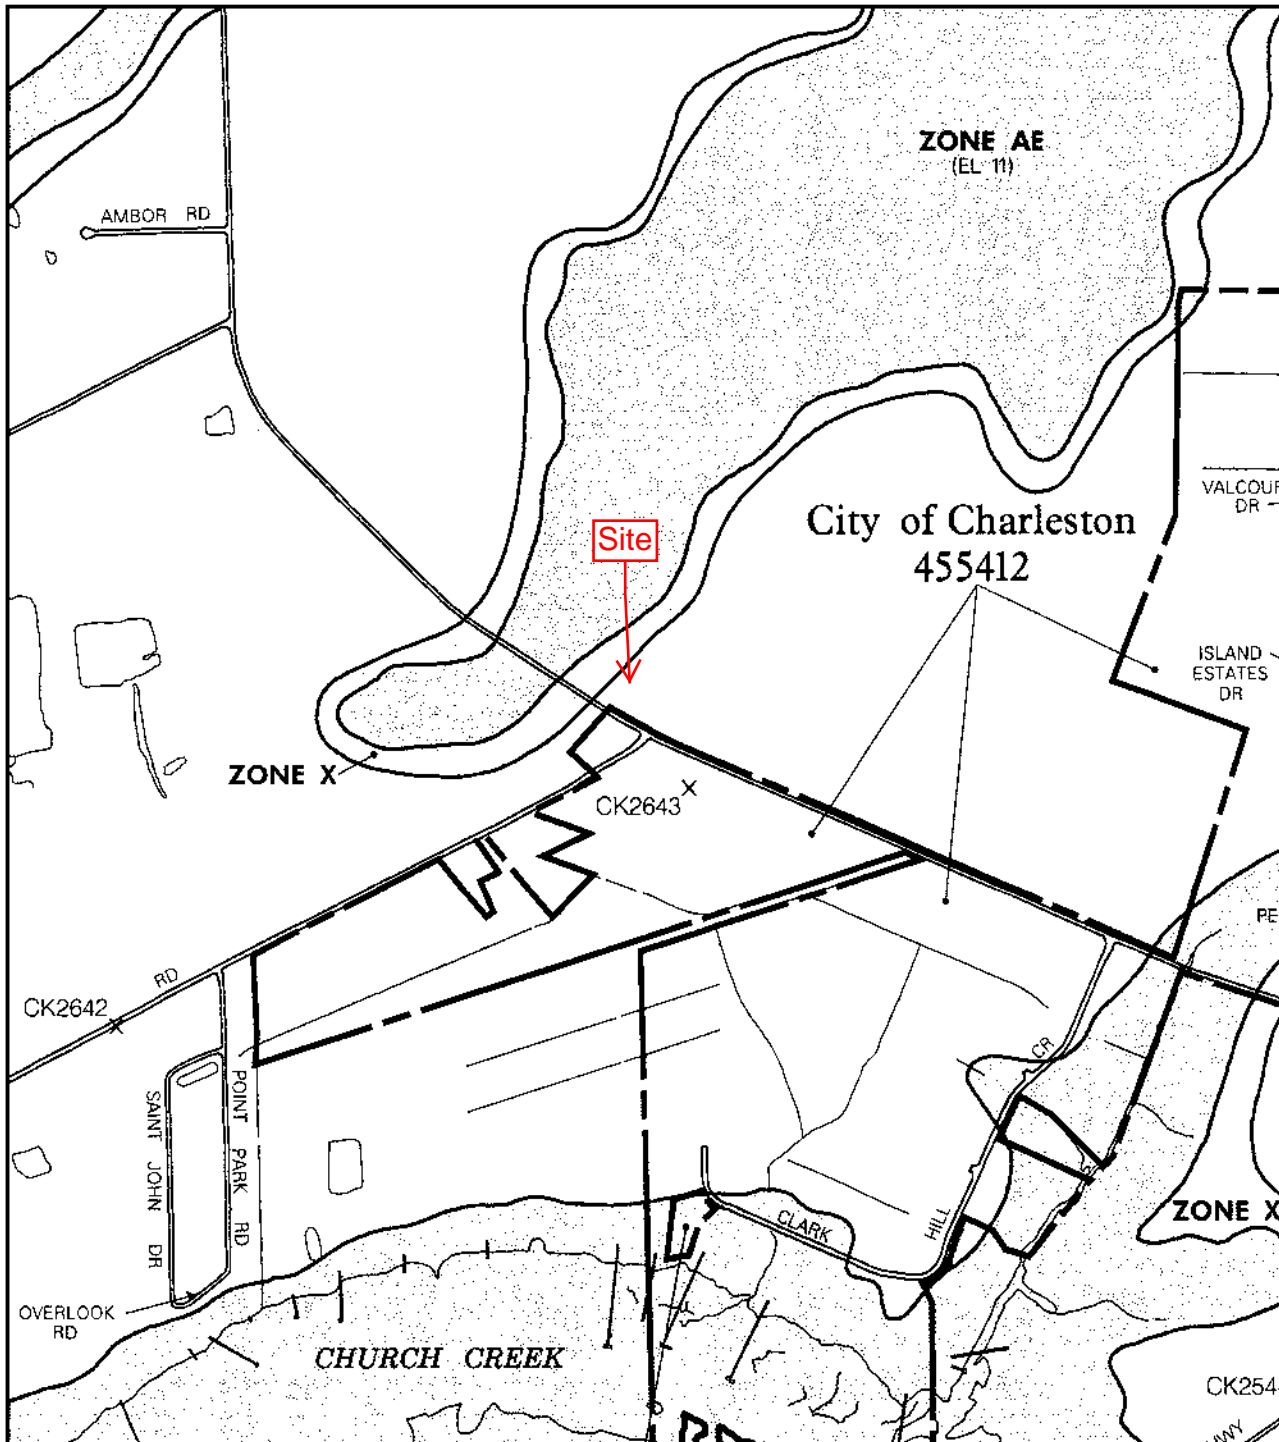 ZONE AE
(EL 11)
AMBOR RD
VALCOUR
DR
City of Charleston
455412
Site
ISLAND
ESTATES
DR
ZONE X
CK2643
PE
RD
CK2642
CR
POINT PARK RD
SAINT JOHN DR
HILL
CLARK
ZONE X
OVERLOOK
RD
CHURCH CREEK
CK254
HWY